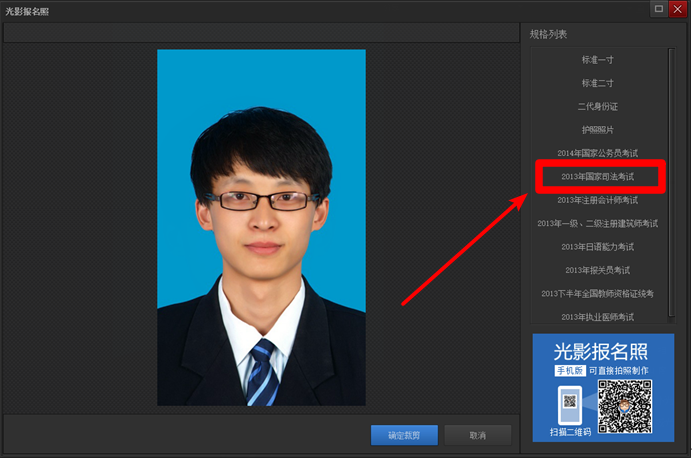 光影报名照
规格列表
标准一寸
标准二寸
二代身份证
护照照片
2014年国家公务员考试
2013年国家司法考试
2013年注册会计师考试
2013年一级、二级注册建筑师考试
2013年日语能力考试
2013年报关员考试
2013下半年全国教师资格证统考
2013年执业医师考试
光影报名照
手机版 可直接拍照制作
扫描二维码
确定裁剪
取消